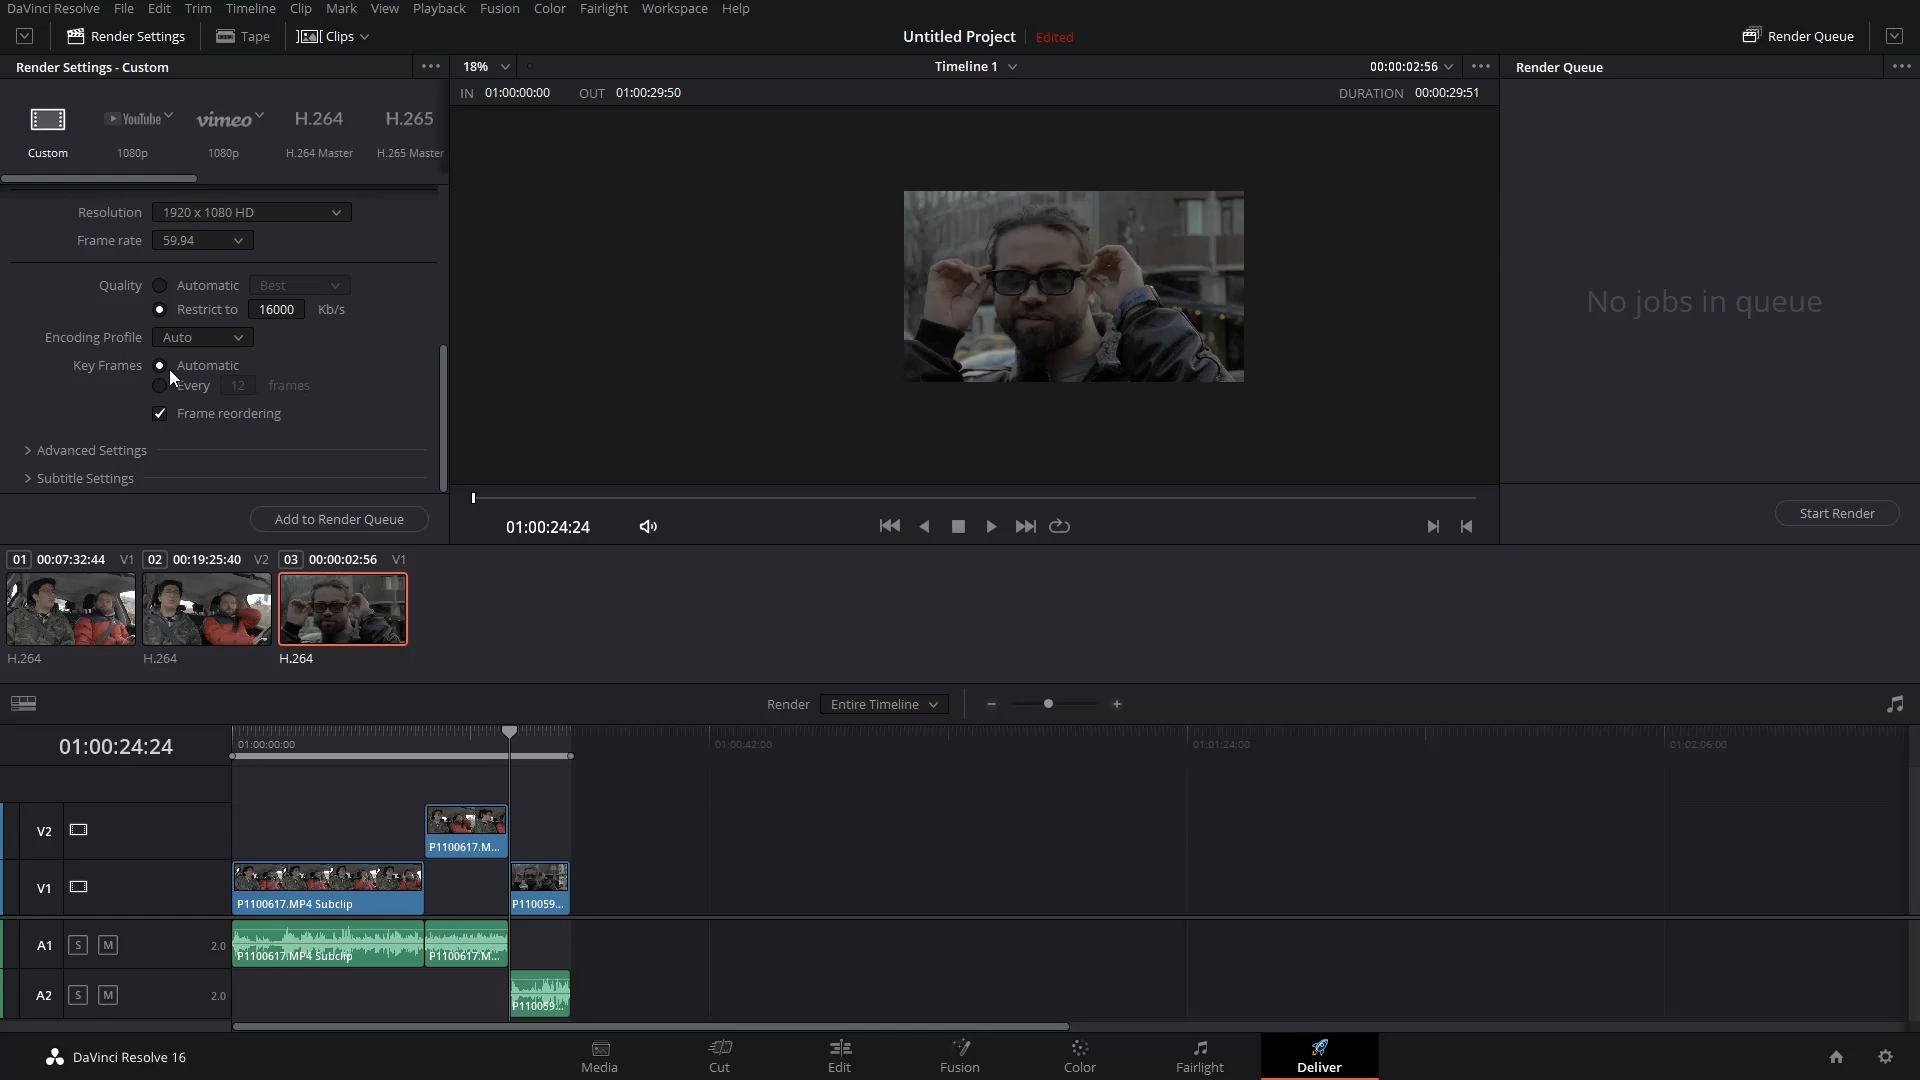 DaVinci Resolve File Edit Trim Timeline Clip Mark View Playback Fusion Color Fairlight Workspace Help
Render Settings Tape Clips Untitled Project Edited Render Queue
Render Settings - Custom 18% Timeline 1 00:00:02:56 Render Queue
IN 01:00:00:00 OUT 01:00:29:50 DURATION 00:00:29:51
YouTube vimeo H.264 H.265
Custom 1080p 1080p H.264 Master H.265 Master
Resolution 1920 x 1080 HD
Frame rate 59.94
Quality Automatic Best
Restrict to 16000 Kb/s
No jobs in queue
Encoding Profile Auto
Key Frames Automatic
Every 12 frames
Frame reordering
Advanced Settings
Subtitle Settings
Add to Render Queue
Start Render
01:00:24:24
01 00:07:32:44 V1 02 00:19:25:40 V2 03 00:00:02:56 V1
H.264 H.264 H.264
Render Entire Timeline
01:00:24:24
01:00:00:00 01:00:42:00 01:01:24:00 01:02:06:00
V2
P1100617.M...
V1
P1100617.MP4 Subclip P110059...
A1 S M 2.0
P1100617.MP4 Subclip P1100617.M...
A2 S M 2.0
P110059...
DaVinci Resolve 16
Media Cut Edit Fusion Color Fairlight Deliver